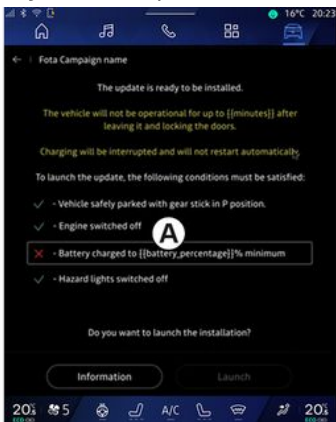 16°C 20:23
Fota Campaign name
The update is ready to be installed.
The vehicle will not be operational for up to {{minutes}} after
leaving it and locking the doors.
Charging will be interrupted and will not restart automatically.
To launch the update, the following conditions must be satisfied:
- Vehicle safely parked with gear stick in P position.
- Engine switched off
A
- Battery charged to {{battery_percentage}}% minimum
- Hazard lights switched off
Do you want to launch the installation?
Information
Launch
20⅘ 5 A/C 20⅘
ECO